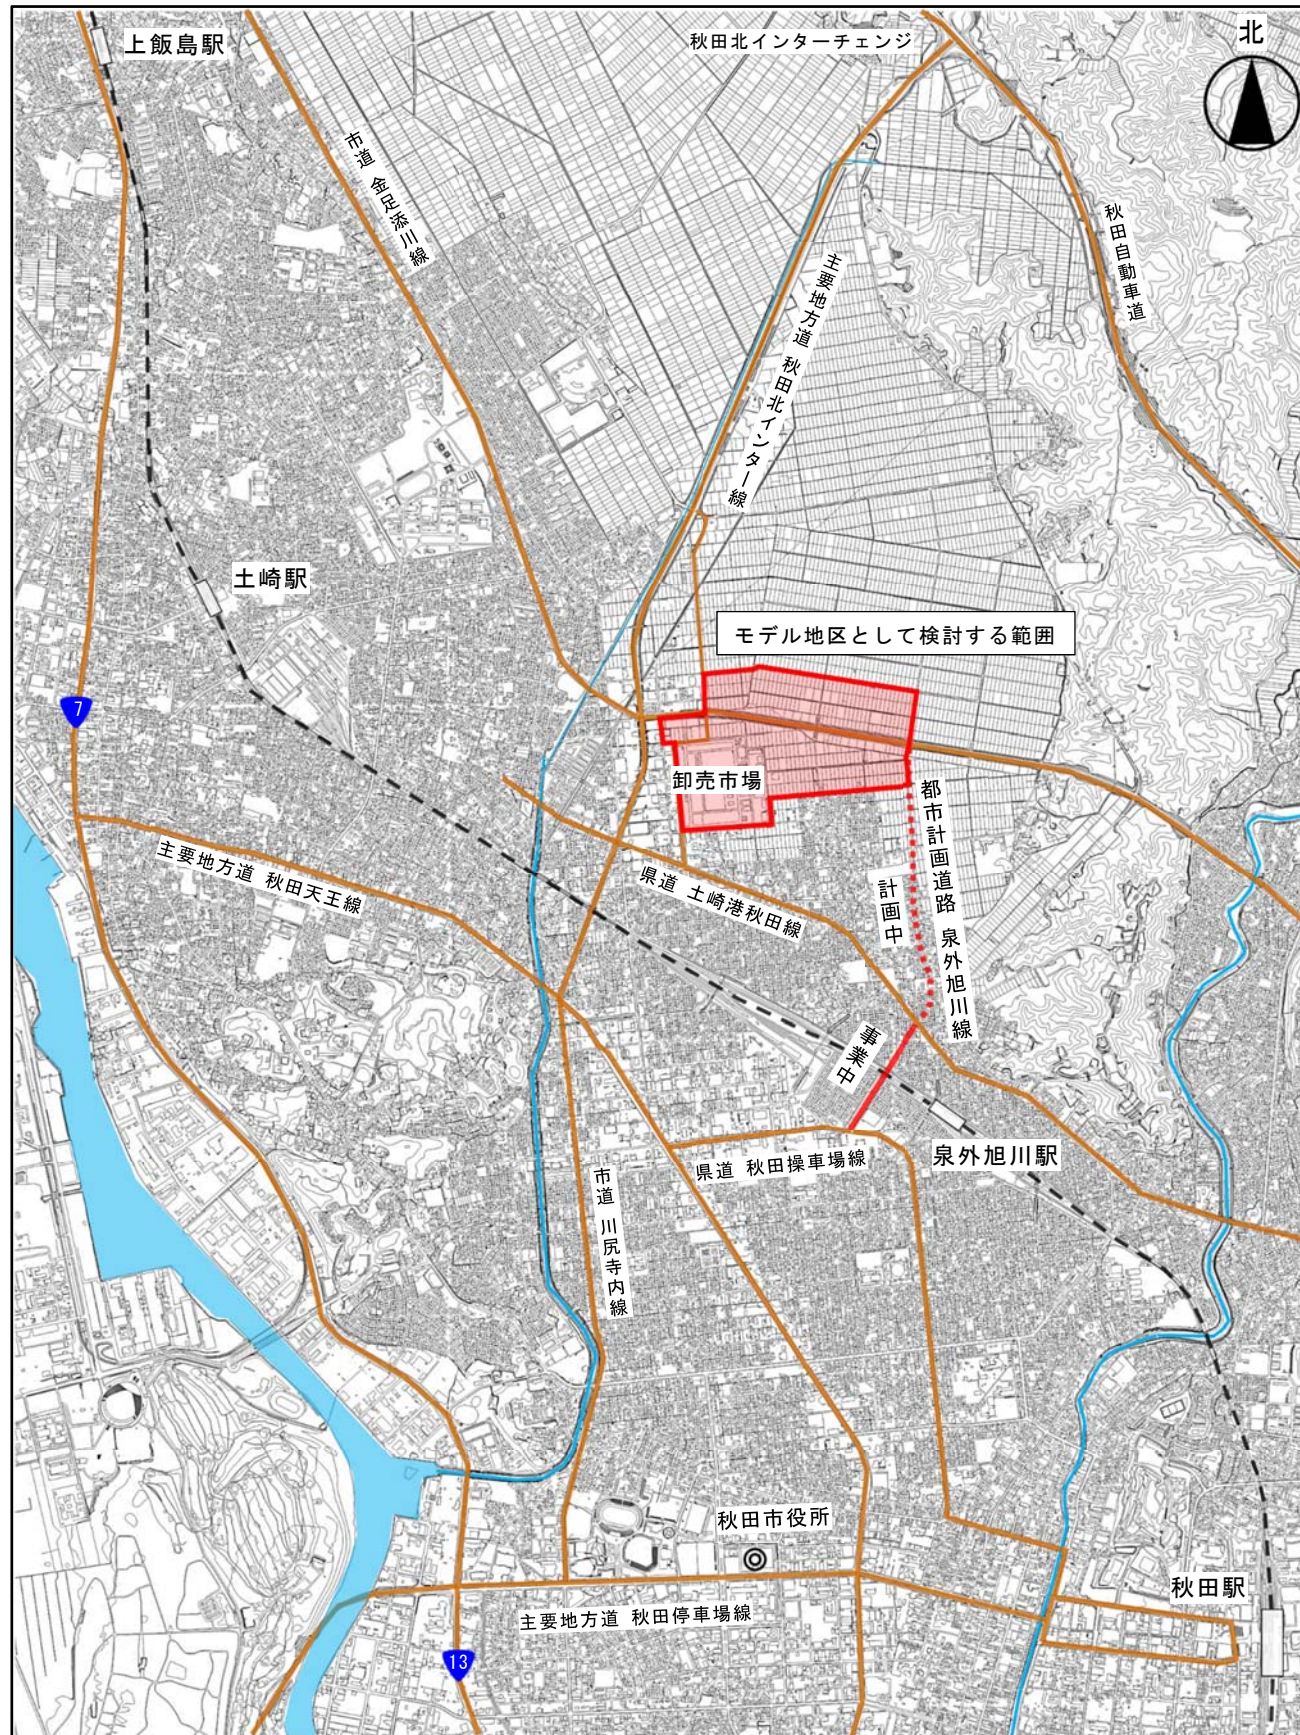 上飯島駅
秋田北インターチェンジ
北
市道 金足添川線
秋田自動車道
主要地方道 秋田北インター線
土崎駅
モデル地区として検討する範囲
7
卸売市場
都市計画道路 泉外旭川線
計画中
主要地方道 秋田天王線
県道 土崎港秋田線
事業中
泉外旭川駅
県道 秋田操車場線
市道 川尻寺内線
秋田市役所
秋田駅
主要地方道 秋田停車場線
13